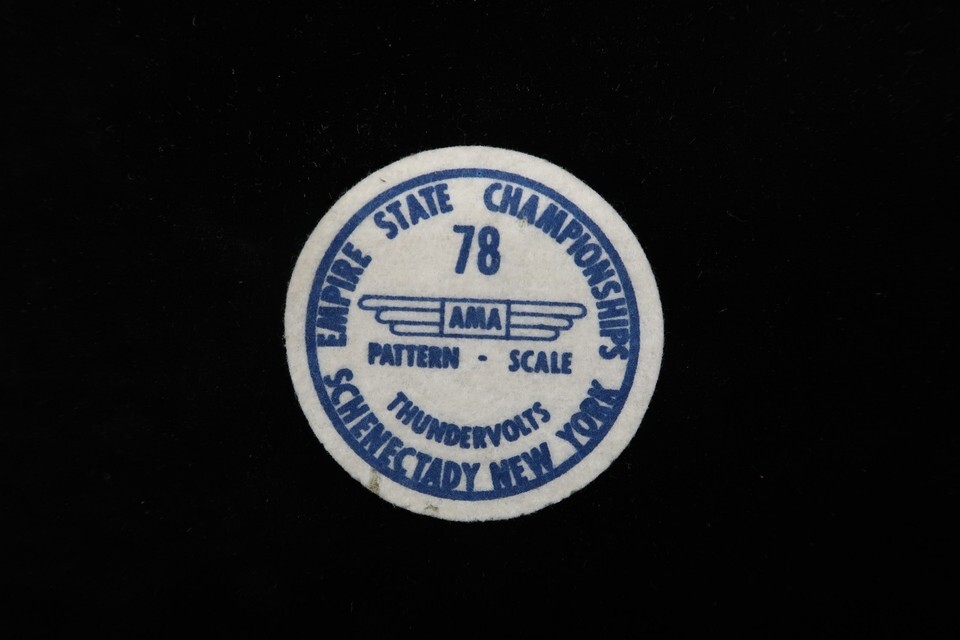 EMPIRE STATE CHAMPIONSHIPS
78
AMA
PATTERN - SCALE
THUNDERVOLTS
SCHENECTADY NEW YORK